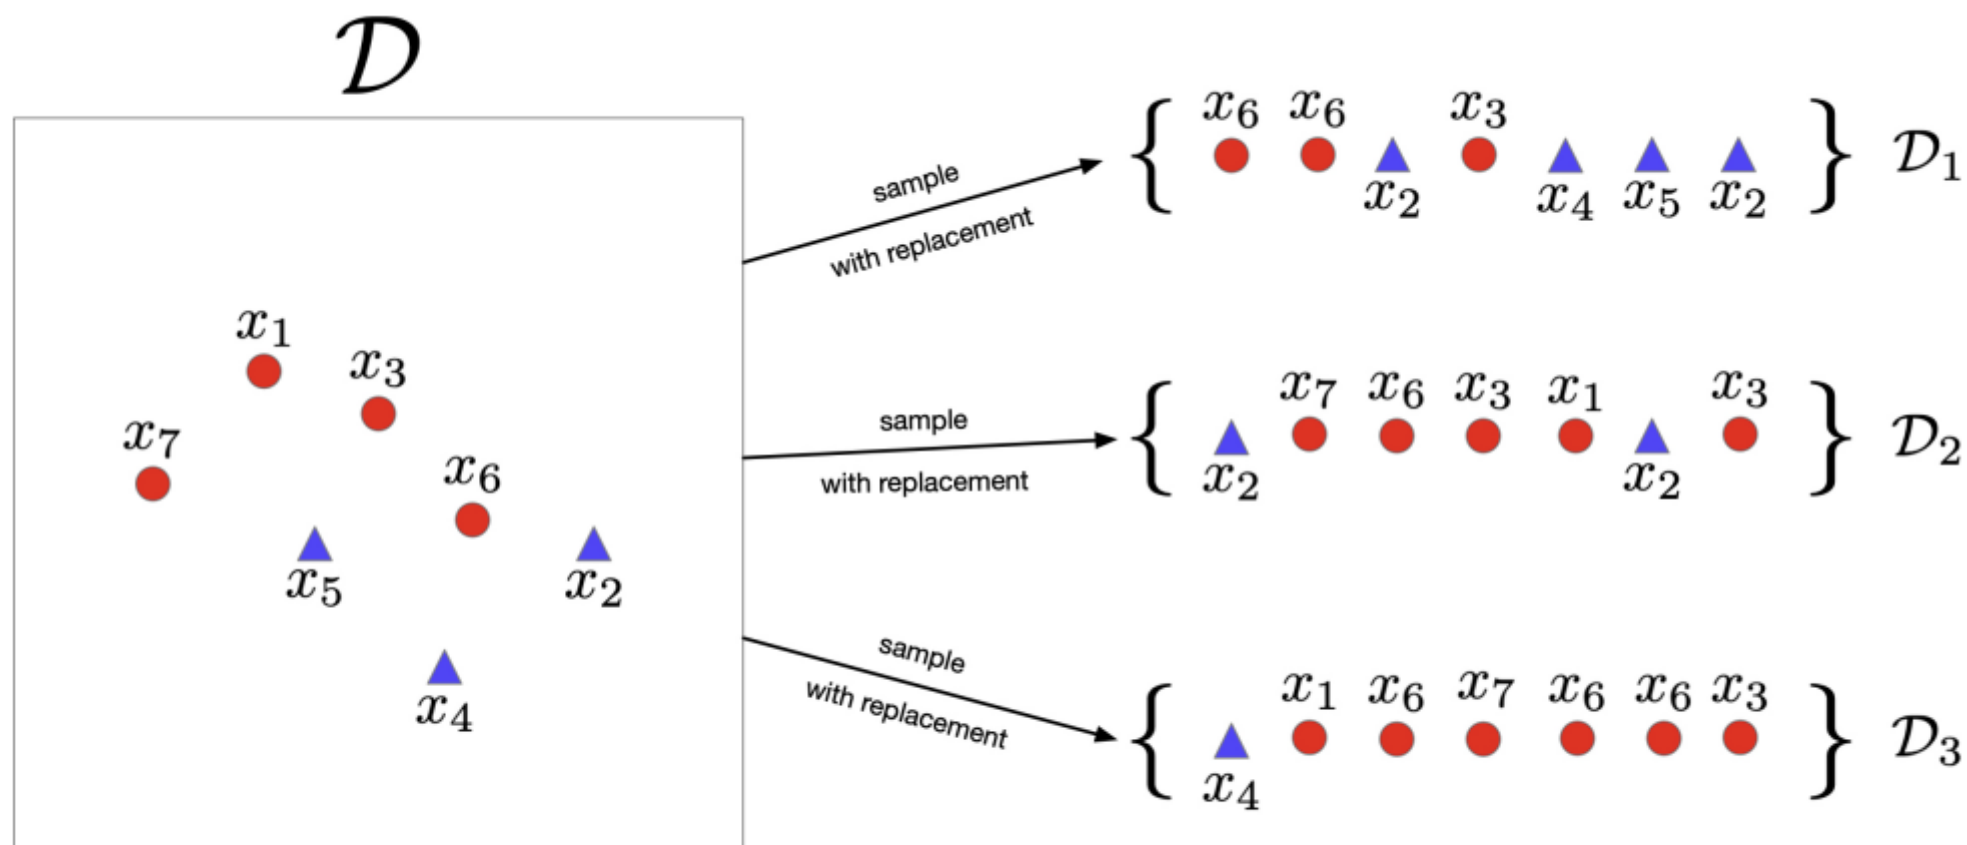 𝒟
x₁
x₃
x₇
x₆
x₅
x₂
x₄
sample
with replacement
{ x₆ x₆ x₂ x₃ x₄ x₅ x₂ } 𝒟₁
sample
with replacement
{ x₂ x₇ x₆ x₃ x₁ x₂ x₃ } 𝒟₂
sample
with replacement
{ x₄ x₁ x₆ x₇ x₆ x₆ x₃ } 𝒟₃